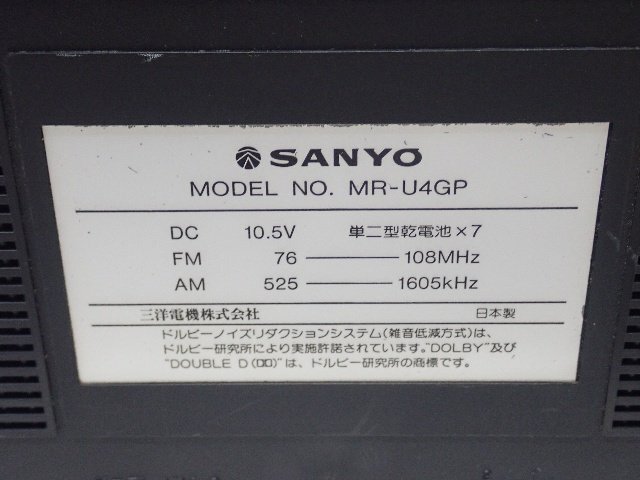 SANYO
MODEL NO. MR-U4GP
DC 10.5V 単二型乾電池×7
FM 76 ―― 108MHz
AM 525 ―― 1605kHz
三洋電機株式会社 日本製
ドルビーノイズリダクションシステム(雑音低減方式)は、
ドルビー研究所により実施許諾されています。"DOLBY"及び
"DOUBLE D (DD)"は、ドルビー研究所の商標です。